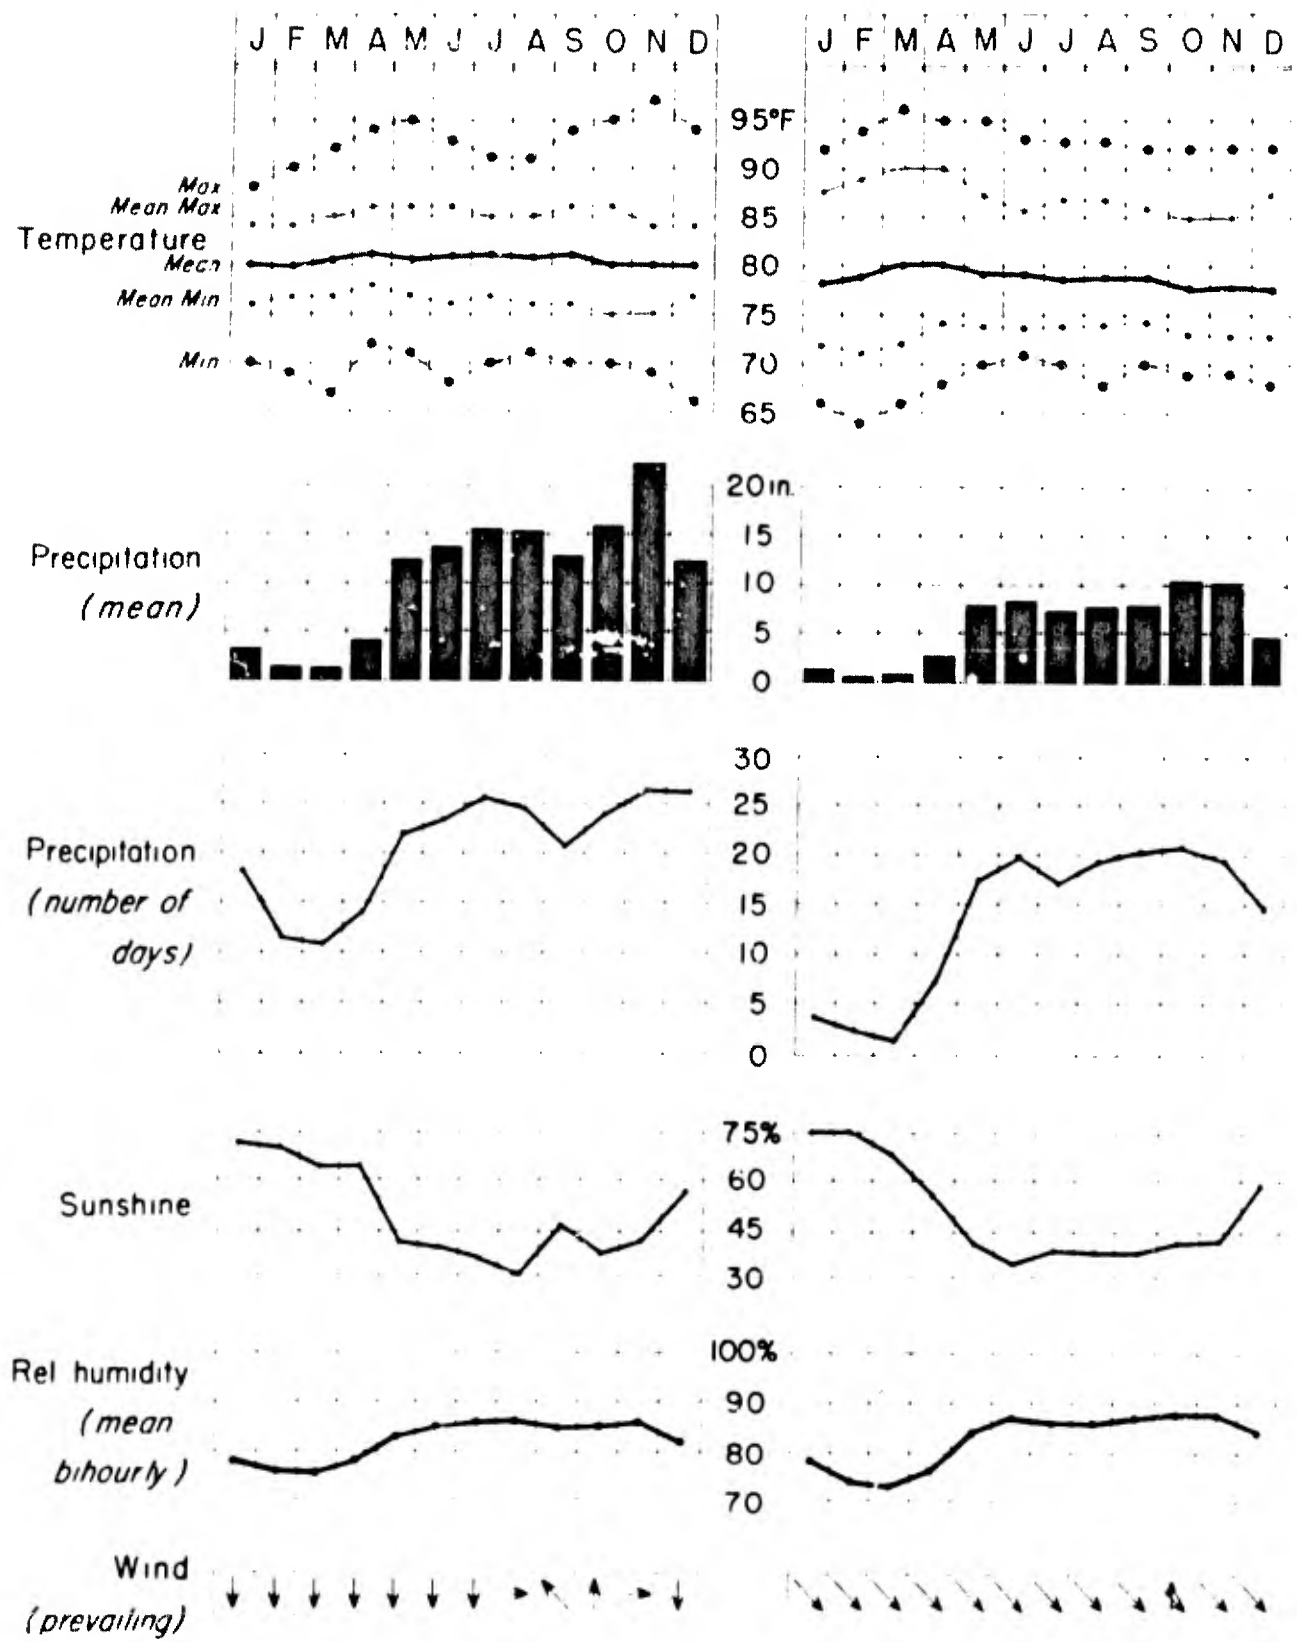 J F M A M J J A S O N D J F M A M J J A S O N D
95°F
90
Max
Mean Max
85
Temperature
Mean
80
Mean Min
75
Min
70
65
20 in.
15
Precipitation
10
(mean)
5
0
30
25
Precipitation
20
(number of
15
days)
10
5
0
75%
60
Sunshine
45
30
100%
Rel humidity
90
(mean
80
bihourly)
70
Wind
(prevailing)